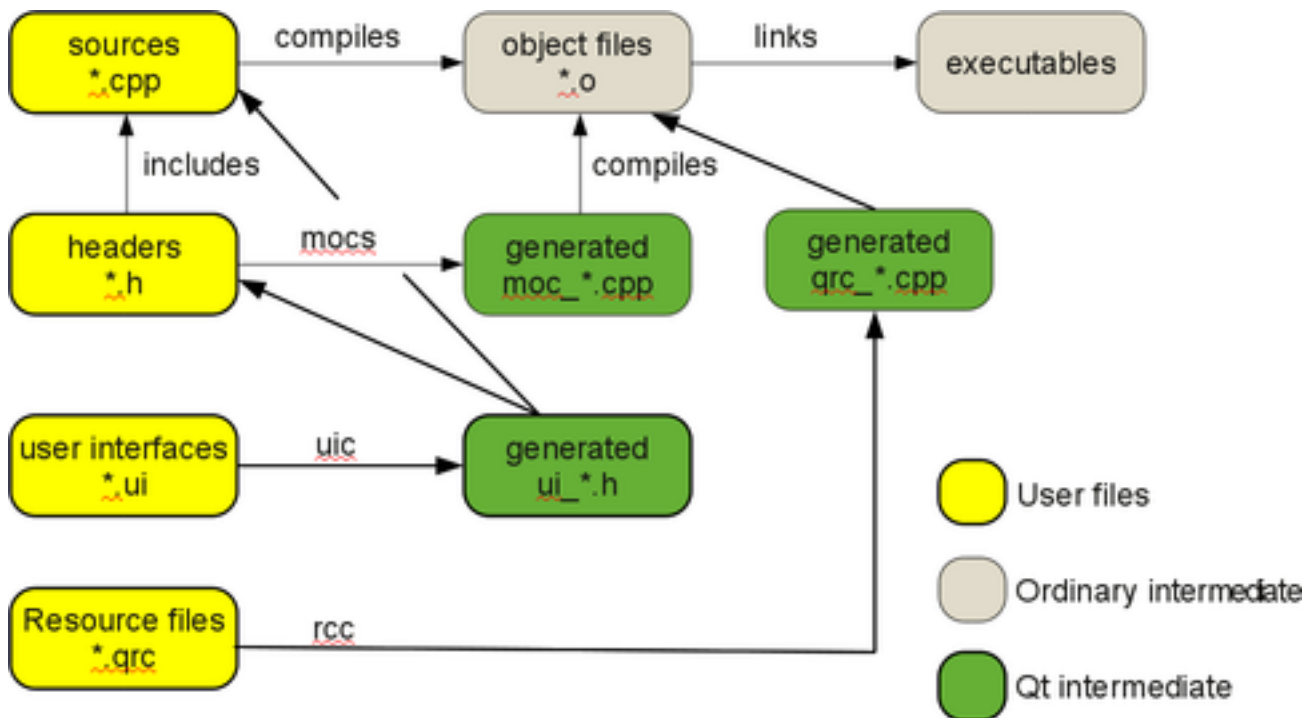 sources
*.cpp
compiles
object files
*.o
links
executables
includes
compiles
headers
*.h
mocs
generated
moc_*.cpp
generated
qrc_*.cpp
user interfaces
*.ui
uic
generated
ui_*.h
User files
Resource files
*.qrc
rcc
Ordinary intermediate
Qt intermediate